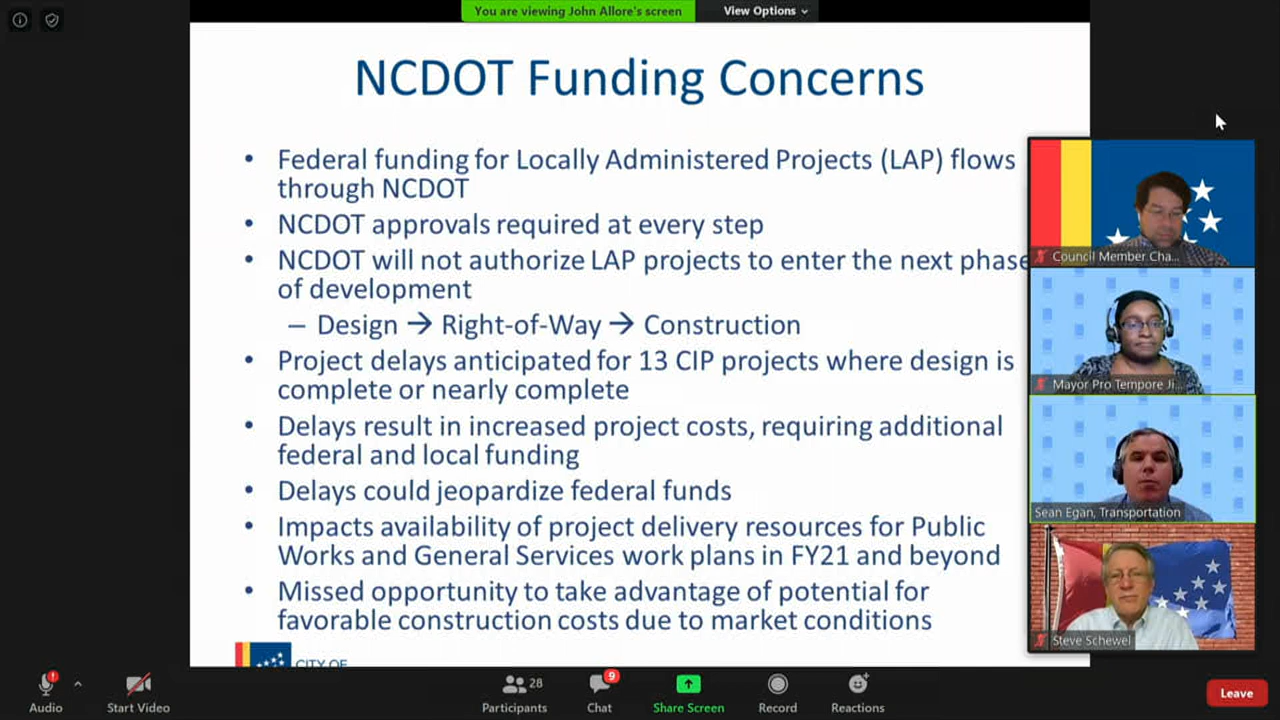 You are viewing John Allore's screen
View Options
NCDOT Funding Concerns
• Federal funding for Locally Administered Projects (LAP) flows
through NCDOT
• NCDOT approvals required at every step
• NCDOT will not authorize LAP projects to enter the next phase
of development
– Design → Right-of-Way → Construction
• Project delays anticipated for 13 CIP projects where design is
complete or nearly complete
• Delays result in increased project costs, requiring additional
federal and local funding
• Delays could jeopardize federal funds
• Impacts availability of project delivery resources for Public
Works and General Services work plans in FY21 and beyond
• Missed opportunity to take advantage of potential for
favorable construction costs due to market conditions
CITY OF
Council Member Cha...
Mayor Pro Tempore Ji...
Sean Egan, Transportation
Steve Schewel
Audio
Start Video
28
Participants
9
Chat
Share Screen
Record
Reactions
Leave